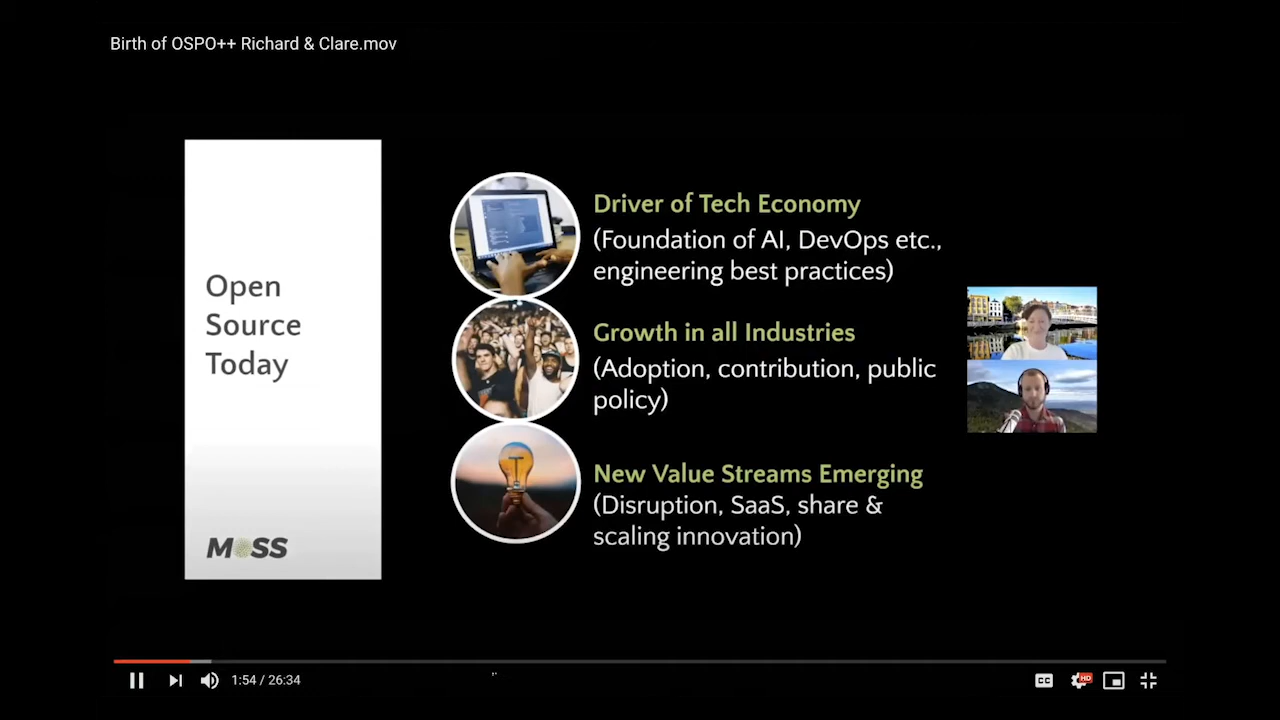 Birth of OSPO++ Richard & Clare.mov
Open
Source
Today
MOSS
Driver of Tech Economy
(Foundation of AI, DevOps etc.,
engineering best practices)
Growth in all Industries
(Adoption, contribution, public
policy)
New Value Streams Emerging
(Disruption, SaaS, share &
scaling innovation)
1:54 / 26:34
CC
HD